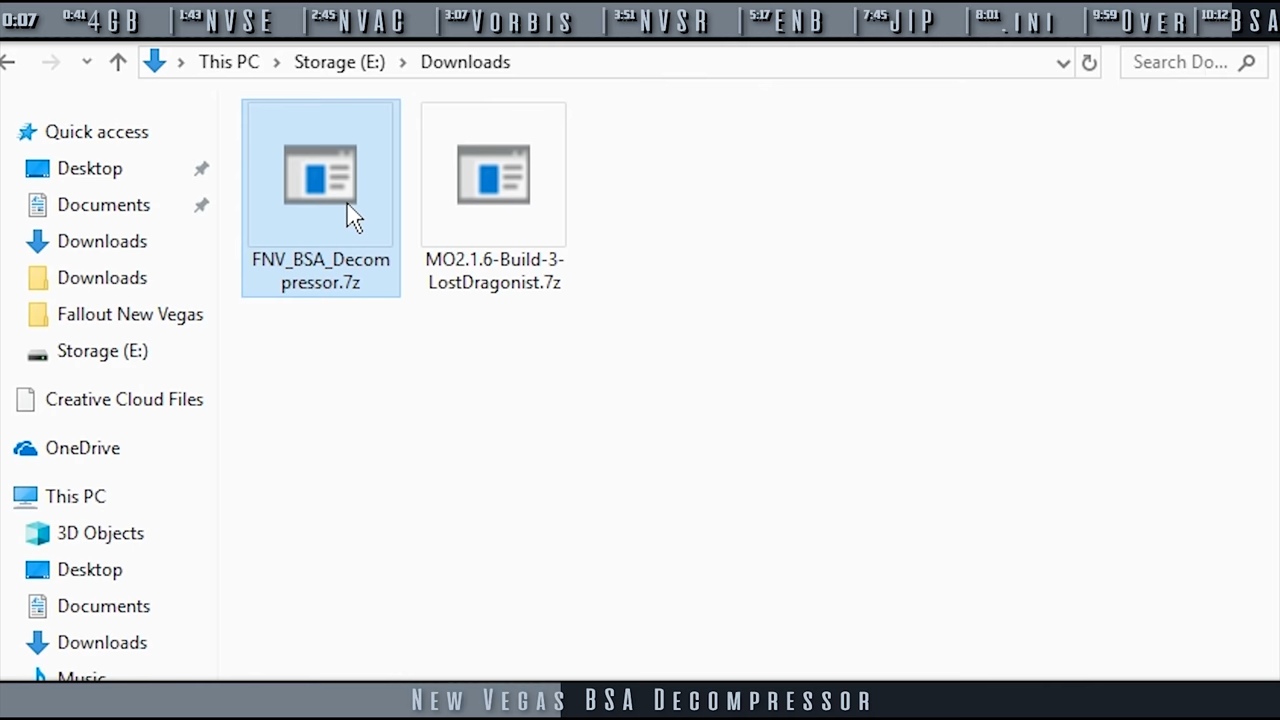 0:07 0:41 4GB 1:43 NVSE 2:45 NVAC 3:07 Vorbis 3:51 NVSR 5:17 ENB 7:45 JIP 8:01 .ini 9:59 Over 10:12 BSA
This PC Storage (E:) Downloads Search Do...
Quick access
Desktop
Documents
Downloads
Downloads
Fallout New Vegas
Storage (E:)
Creative Cloud Files
OneDrive
This PC
3D Objects
Desktop
Documents
Downloads
Music
FNV_BSA_Decom
pressor.7z
MO2.1.6-Build-3-
LostDragonist.7z
New Vegas BSA Decompressor